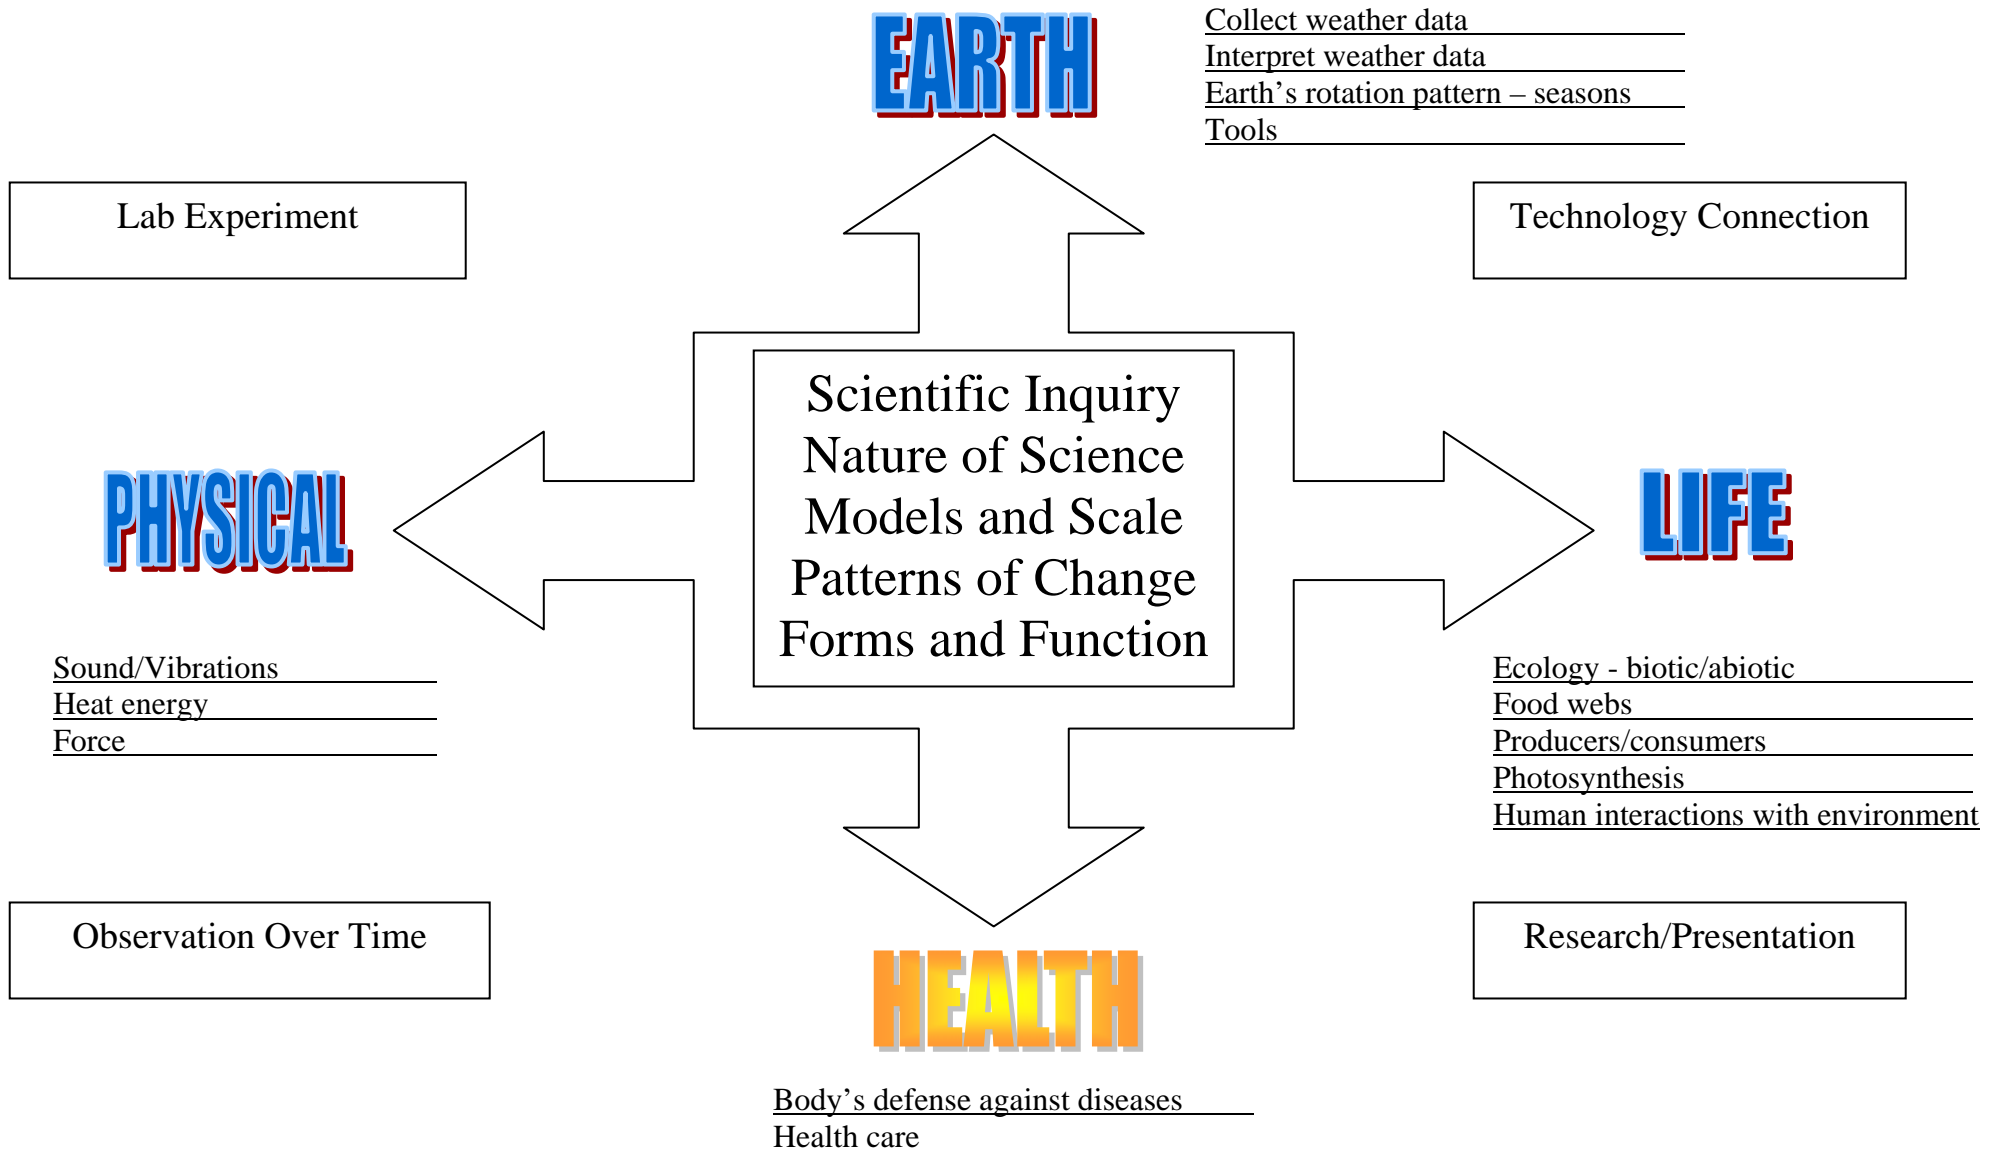 EARTH
Collect weather data
Interpret weather data
Earth’s rotation pattern – seasons
Tools
Lab Experiment
Technology Connection
Scientific Inquiry
Nature of Science
Models and Scale
Patterns of Change
Forms and Function
PHYSICAL
Sound/Vibrations
Heat energy
Force
LIFE
Ecology - biotic/abiotic
Food webs
Producers/consumers
Photosynthesis
Human interactions with environment
Observation Over Time
Research/Presentation
HEALTH
Body’s defense against diseases
Health care